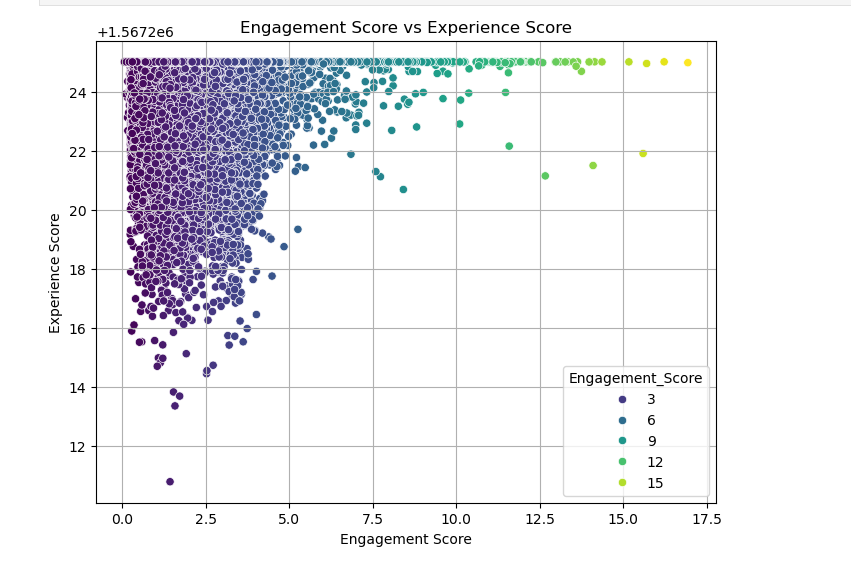 Engagement Score vs Experience Score
+1.5672e6
24
22
20
18
16
14
12
Experience Score
Engagement_Score
3
6
9
12
15
0.0 2.5 5.0 7.5 10.0 12.5 15.0 17.5
Engagement Score